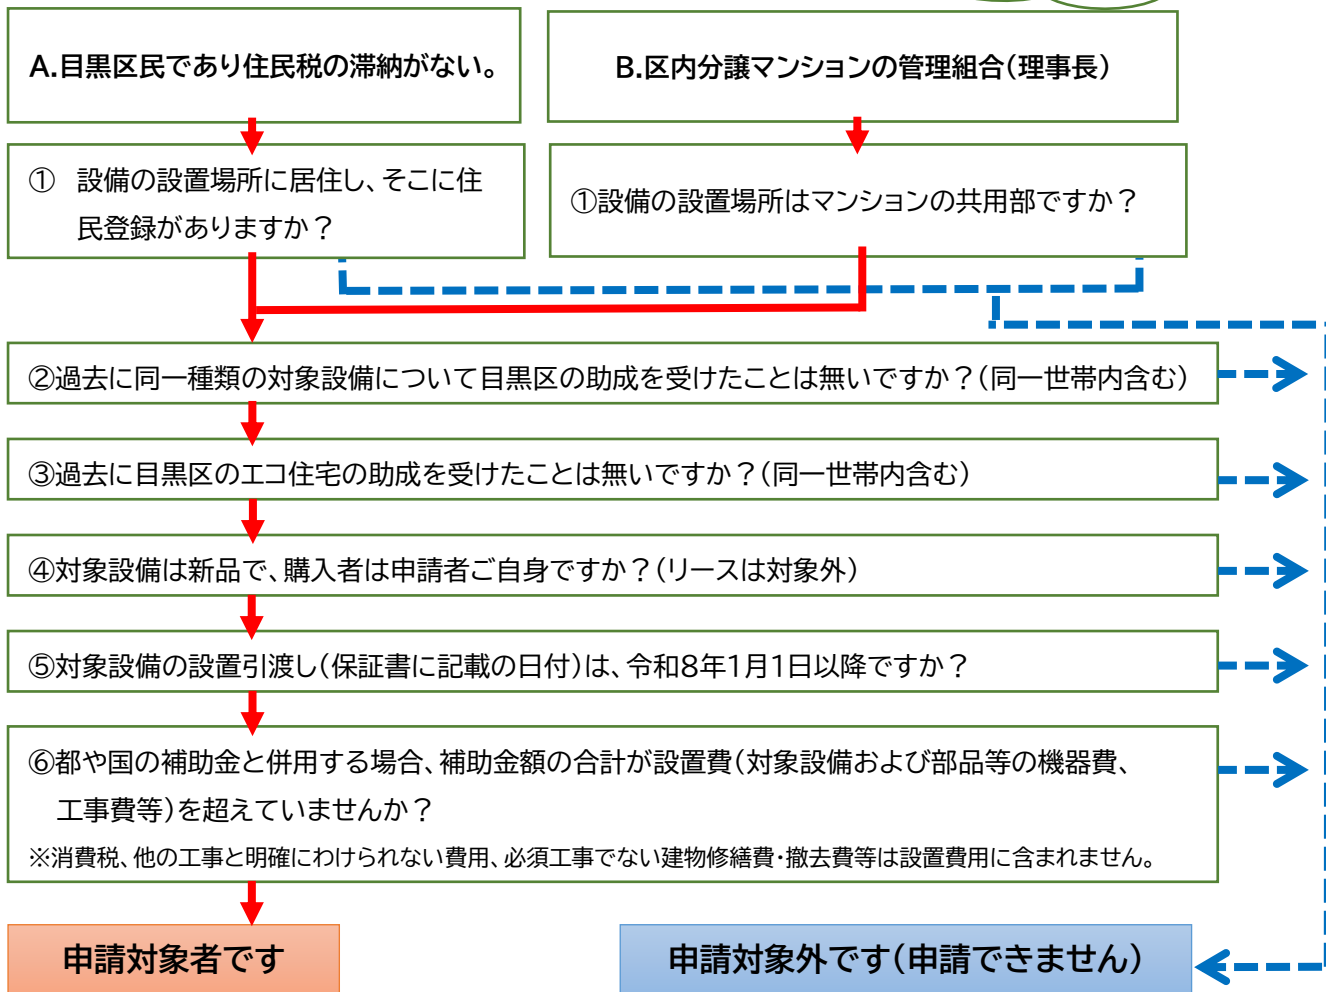 A.目黒区民であり住民税の滞納がない。
B.区内分譲マンションの管理組合(理事長)
① 設備の設置場所に居住し、そこに住
民登録がありますか？
①設備の設置場所はマンションの共用部ですか？
②過去に同一種類の対象設備について目黒区の助成を受けたことは無いですか？(同一世帯内含む)
③過去に目黒区のエコ住宅の助成を受けたことは無いですか？(同一世帯内含む)
④対象設備は新品で、購入者は申請者ご自身ですか？(リースは対象外)
⑤対象設備の設置引渡し(保証書に記載の日付)は、令和8年1月1日以降ですか？
⑥都や国の補助金と併用する場合、補助金額の合計が設置費(対象設備および部品等の機器費、
工事費等)を超えていませんか？
※消費税、他の工事と明確にわけられない費用、必須工事でない建物修繕費・撤去費等は設置費用に含まれません。
申請対象者です
申請対象外です(申請できません)